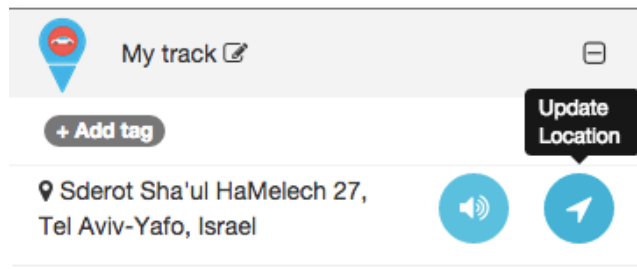 My track
+ Add tag
Update
Location
Sderot Sha'ul HaMelech 27,
Tel Aviv-Yafo, Israel